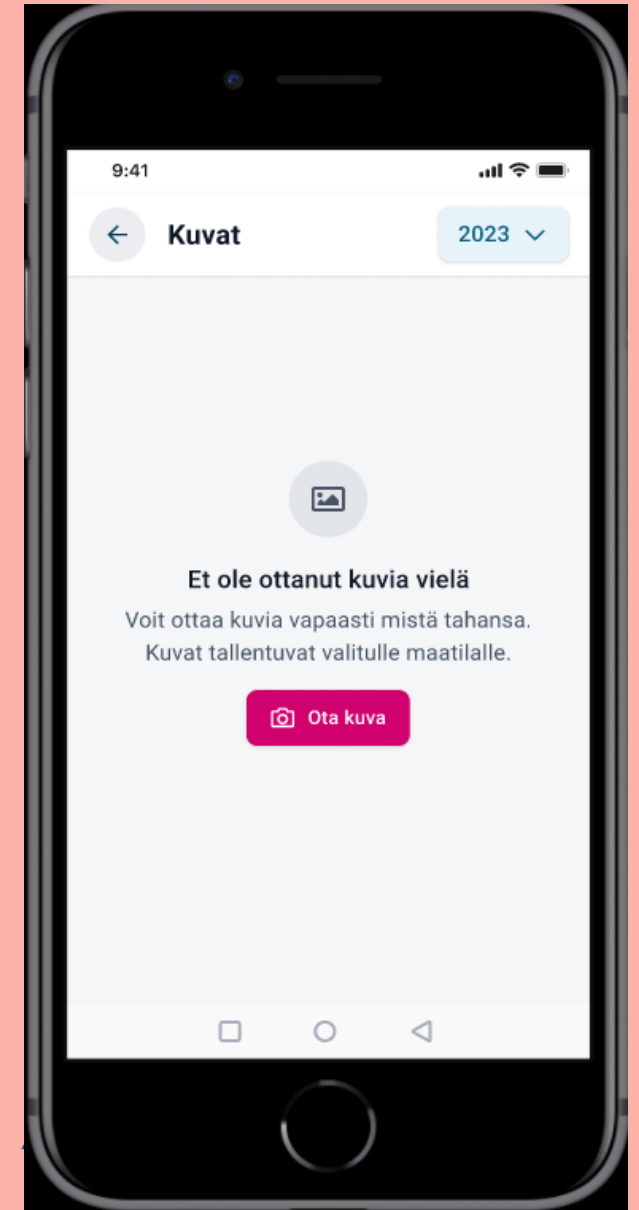 9:41
Kuvat
2023
Et ole ottanut kuvia vielä
Voit ottaa kuvia vapaasti mistä tahansa.
Kuvat tallentuvat valitulle maatilalle.
Ota kuva